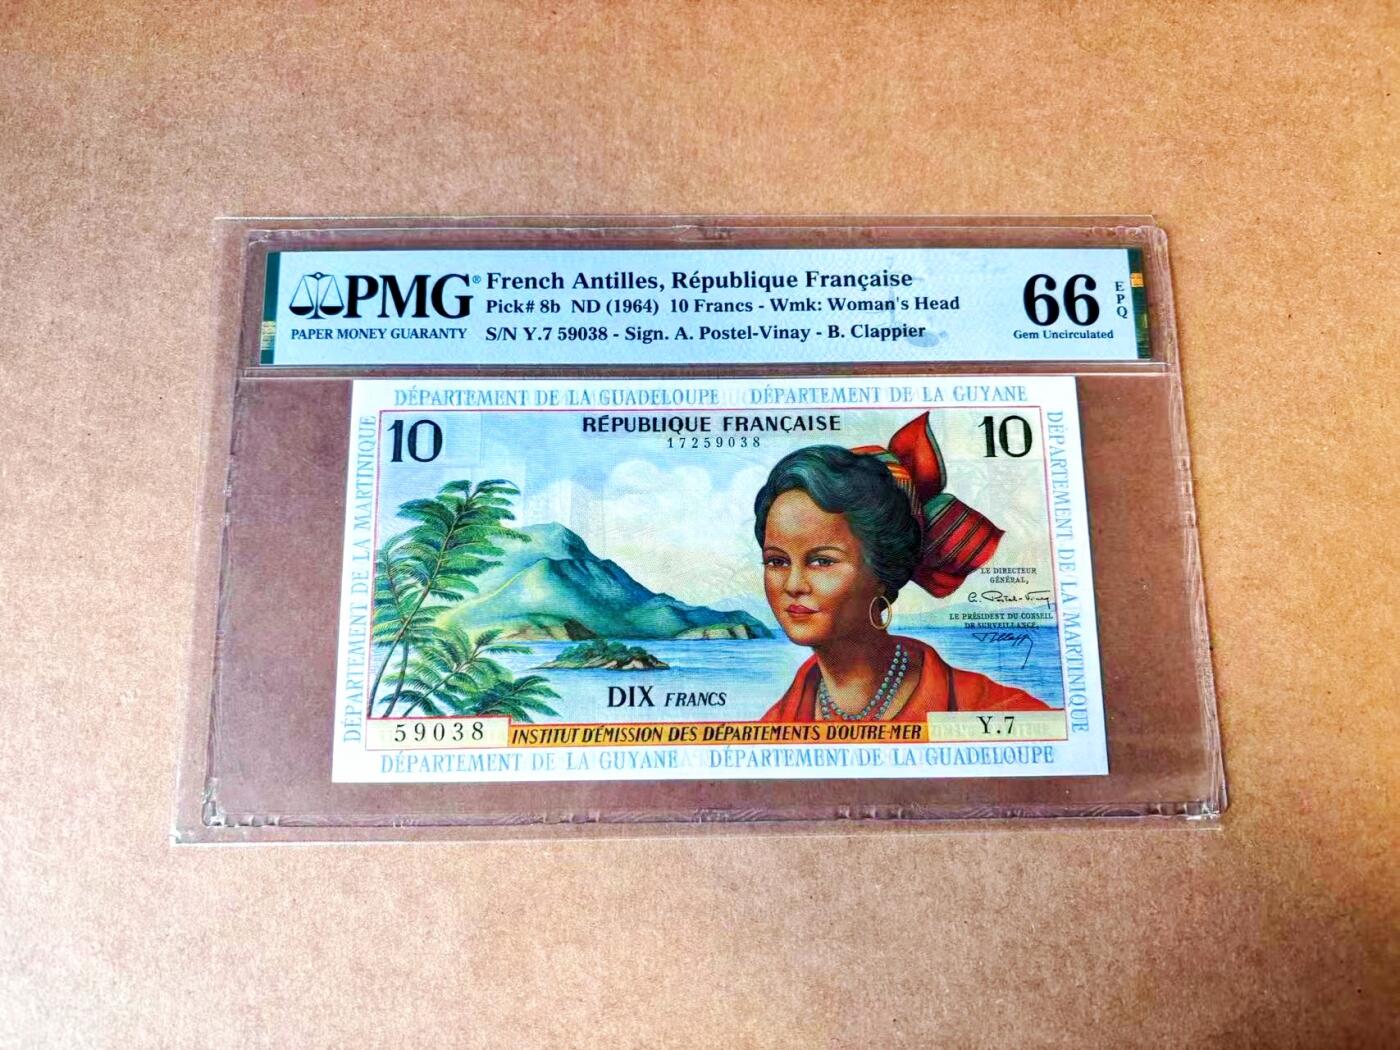 PMG®
PAPER MONEY GUARANTY
French Antilles, République Française
Pick# 8b ND (1964) 10 Francs - Wmk: Woman's Head
S/N Y.7 59038 - Sign. A. Postel-Vinay - B. Clappier
66
EPQ
Gem Uncirculated
DÉPARTEMENT DE LA GUADELOUPE DÉPARTEMENT DE LA GUYANE
DÉPARTEMENT DE LA MARTINIQUE
10
RÉPUBLIQUE FRANÇAISE
17259038
10
DÉPARTEMENT DE LA MARTINIQUE
LE DIRECTEUR
GÉNÉRAL,
LE PRÉSIDENT DU CONSEIL
DE SURVEILLANCE,
DIX FRANCS
59038
INSTITUT D'ÉMISSION DES DÉPARTEMENTS D'OUTRE-MER
Y.7
DÉPARTEMENT DE LA GUYANE DÉPARTEMENT DE LA GUADELOUPE